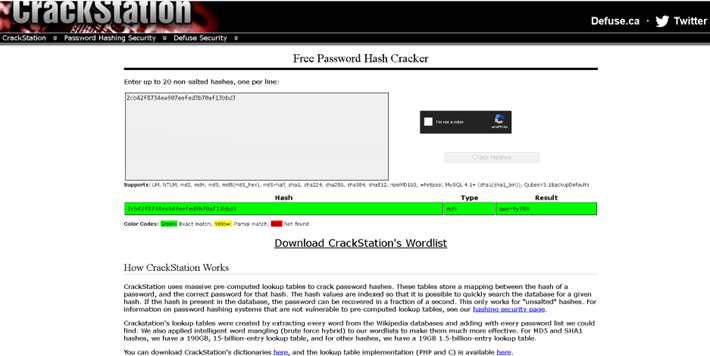 CrackStation
Defuse.ca · Twitter
CrackStation Password Hashing Security Defuse Security
Free Password Hash Cracker
Enter up to 20 non-salted hashes, one per line:
2cb42f8734ea607eefed3b70af13bbd3
I'm not a robot
reCAPTCHA
Crack Hashes
Supports: LM, NTLM, md2, md4, md5, md5(md5_hex), md5-half, sha1, sha224, sha256, sha384, sha512, ripeMD160, whirlpool, MySQL 4.1+ (sha1(sha1_bin)), QubesV3.1BackupDefaults
Hash Type Result
2cb42f8734ea607eefed3b70af13bbd3 md5 qwerty789
Color Codes: Green: Exact match, Yellow: Partial match, Red: Not found.
Download CrackStation's Wordlist
How CrackStation Works
CrackStation uses massive pre-computed lookup tables to crack password hashes. These tables store a mapping between the hash of a
password, and the correct password for that hash. The hash values are indexed so that it is possible to quickly search the database for a given
hash. If the hash is present in the database, the password can be recovered in a fraction of a second. This only works for "unsalted" hashes. For
information on password hashing systems that are not vulnerable to pre-computed lookup tables, see our hashing security page.
Crackstation's lookup tables were created by extracting every word from the Wikipedia databases and adding with every password list we could
find. We also applied intelligent word mangling (brute force hybrid) to our wordlists to make them much more effective. For MD5 and SHA1
hashes, we have a 190GB, 15-billion-entry lookup table, and for other hashes, we have a 19GB 1.5-billion-entry lookup table.
You can download CrackStation's dictionaries here, and the lookup table implementation (PHP and C) is available here.